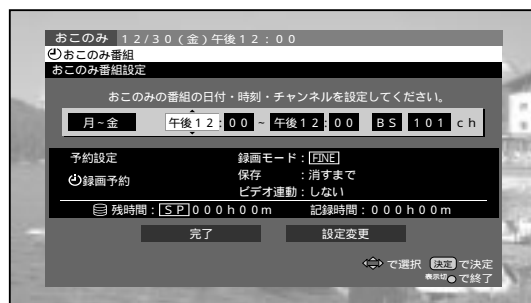 おこのみ 12/30(金)午後12:00
おこのみ番組
おこのみ番組設定
おこのみの番組の日付・時刻・チャンネルを設定してください。
月~金 午後12:00 ~ 午後12:00 BS 101 ch
予約設定 録画モード:FINE
録画予約 保存 :消すまで
ビデオ連動:しない
残時間:SP000h00m 記録時間:000h00m
完了 設定変更
で選択 決定 で決定
表示切 で終了